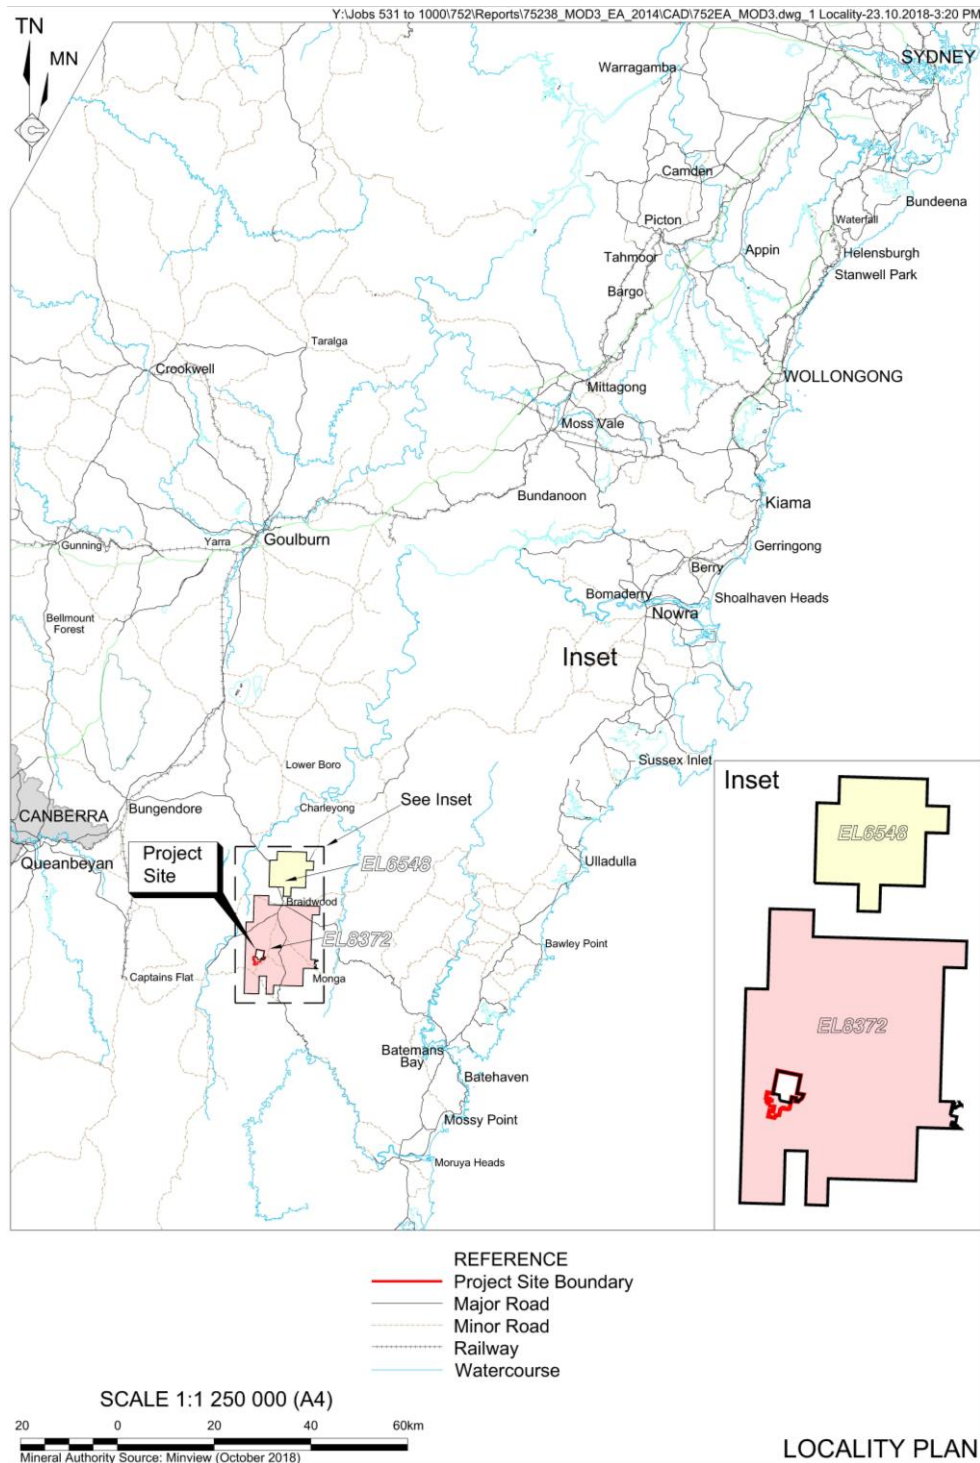 Y:\Jobs 531 to 1000\752\Reports\75238_MOD3_EA_2014\CAD\752EA_MOD3.dwg_1 Locality-23.10.2018-3:20 PM
TN
MN
SYDNEY
Warragamba
Camden
Bundeena
Picton
Waterfall
Tahmoor
Appin
Helensburgh
Stanwell Park
Bargo
Taralga
Crookwell
Mittagong
WOLLONGONG
Moss Vale
Bundanoon
Kiama
Goulburn
Yarra
Gunning
Gerringong
Berry
Bomaderry
Shoalhaven Heads
Nowra
Bellmount
Forest
Inset
Lower Boro
Sussex Inlet
See Inset
Charleyong
Bungendore
CANBERRA
Queanbeyan
Project
Site
EL6548
Ulladulla
Braidwood
EL8372
Bawley Point
Captains Flat
Monga
Batemans
Bay
Batehaven
Mossy Point
Moruya Heads
Inset
EL6548
EL8372
REFERENCE
Project Site Boundary
Major Road
Minor Road
Railway
Watercourse
SCALE 1:1 250 000 (A4)
20 0 20 40 60km
Mineral Authority Source: Minview (October 2018)
LOCALITY PLAN